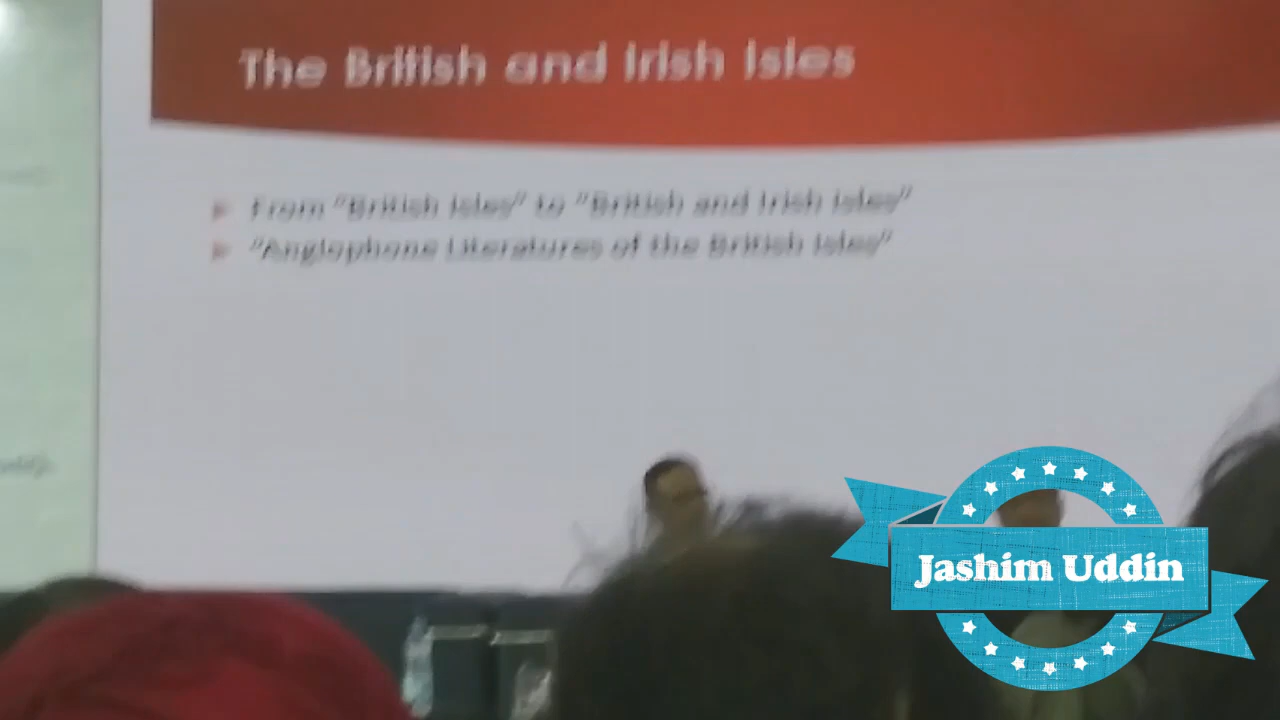 The British and Irish Isles
From "British Isles" to "British and Irish Isles"
"Anglophone Literatures of the British Isles"
Jashim Uddin